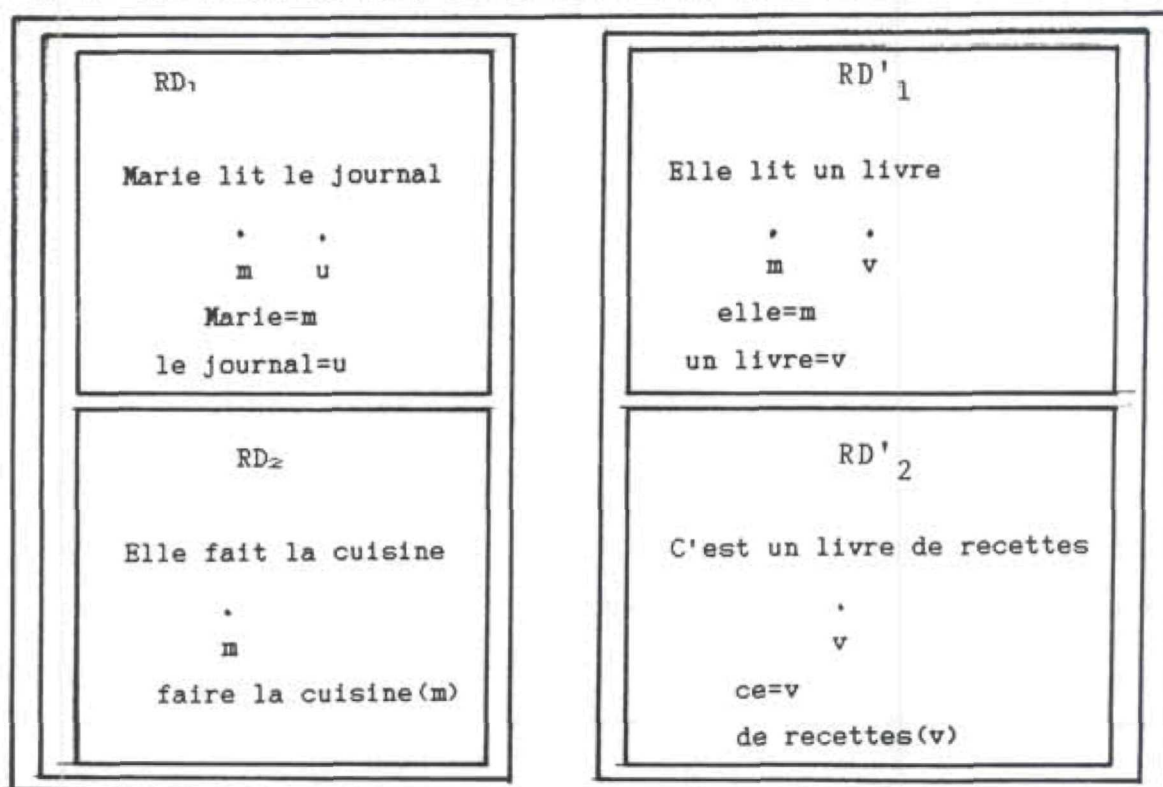 RD₁
Marie lit le journal
. .
m u
Marie=m
le journal=u
RD₂
Elle fait la cuisine
.
m
faire la cuisine(m)
RD'₁
Elle lit un livre
. .
m v
elle=m
un livre=v
RD'₂
C'est un livre de recettes
.
v
ce=v
de recettes(v)